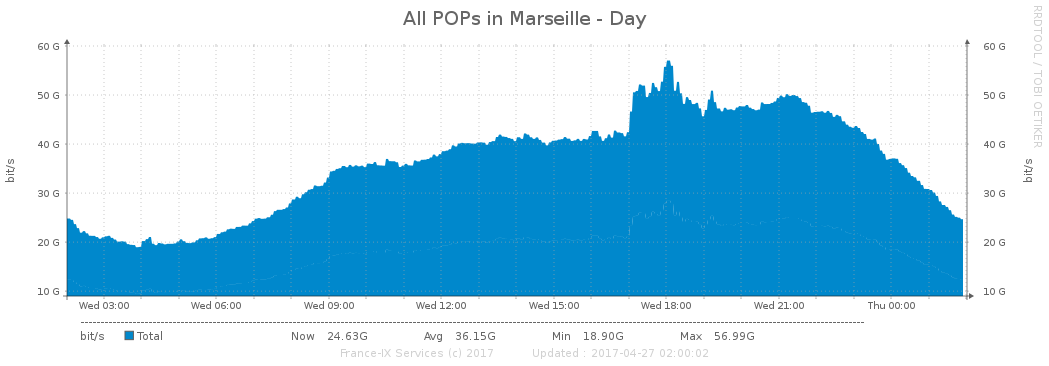 All POPs in Marseille - Day
RRDTOOL / TOBI OETIKER
60 G 60 G
50 G 50 G
40 G 40 G
30 G 30 G
20 G 20 G
10 G 10 G
bit/s bit/s
Wed 03:00 Wed 06:00 Wed 09:00 Wed 12:00 Wed 15:00 Wed 18:00 Wed 21:00 Thu 00:00
bit/s Total Now 24.63G Avg 36.15G Min 18.90G Max 56.99G
France-IX Services (c) 2017 Updated : 2017-04-27 02:00:02